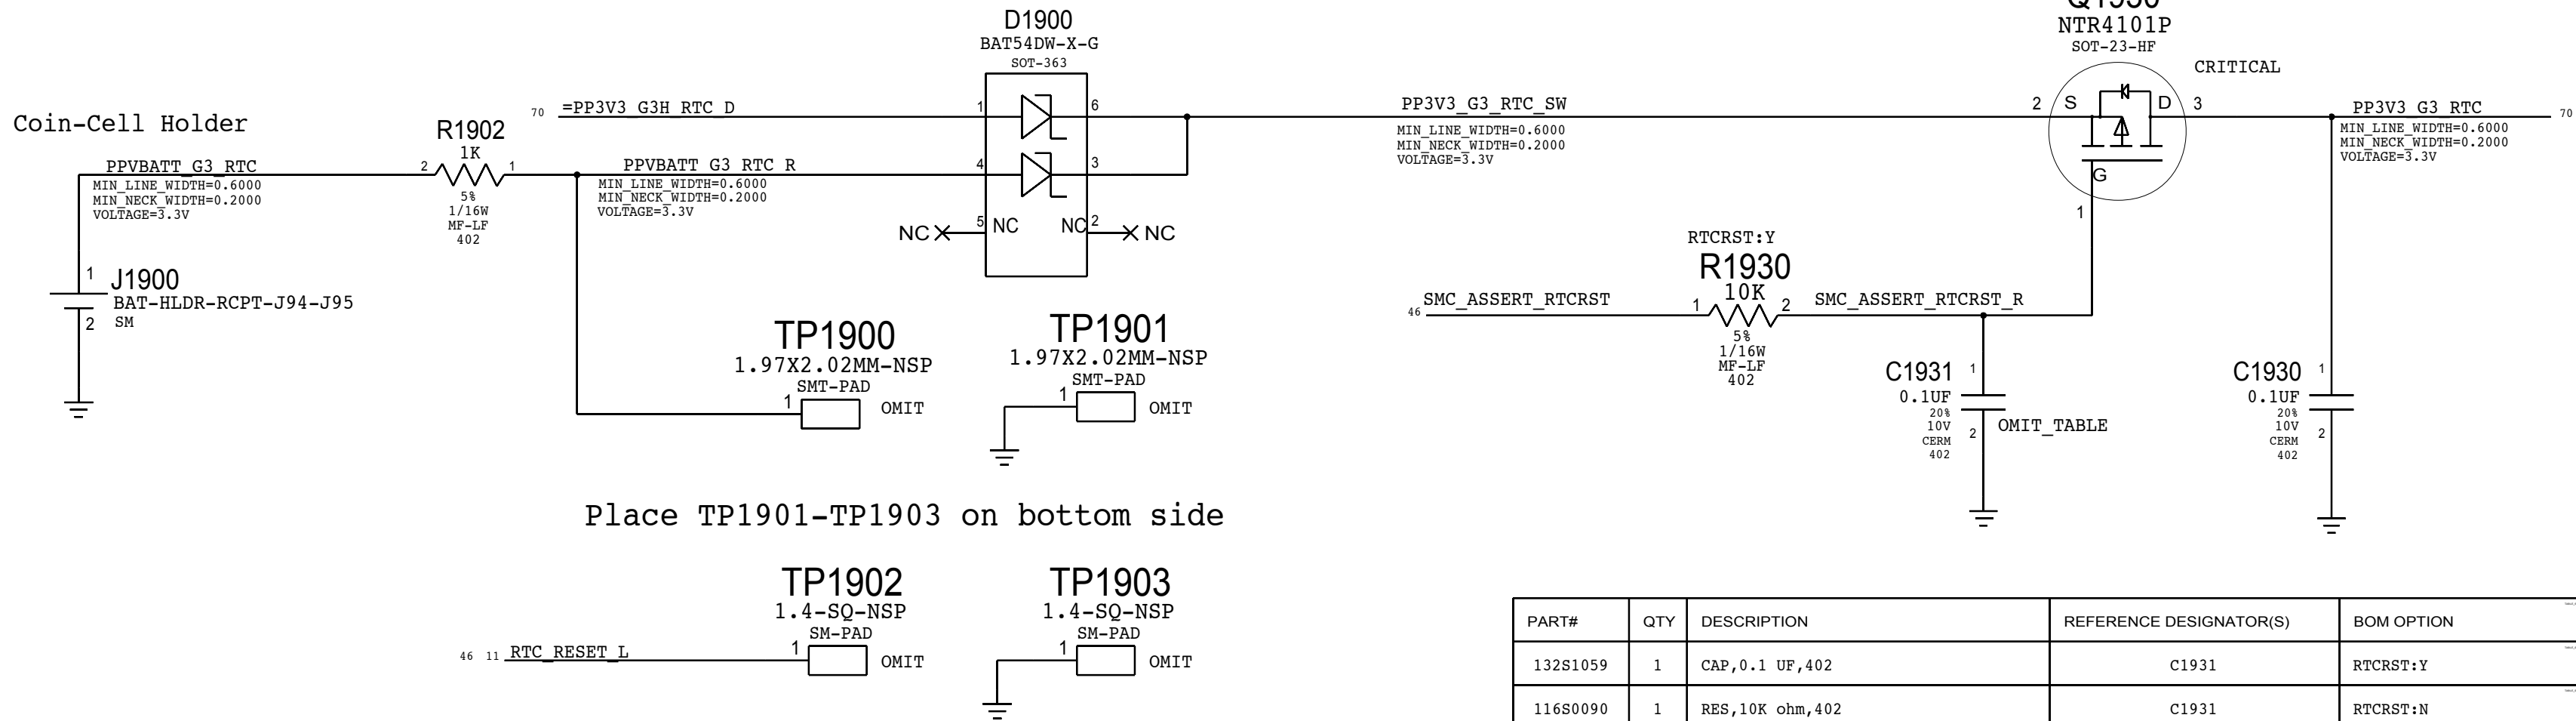 Coin-Cell Holder
PPVBATT_G3_RTC
MIN_LINE_WIDTH=0.6000
MIN_NECK_WIDTH=0.2000
VOLTAGE=3.3V
1
J1900
BAT-HLDR-RCPT-J94-J95
2
SM
R1902
1K
2
1
5%
1/16W
MF-LF
402
70
=PP3V3_G3H_RTC_D
PPVBATT_G3_RTC_R
MIN_LINE_WIDTH=0.6000
MIN_NECK_WIDTH=0.2000
VOLTAGE=3.3V
D1900
BAT54DW-X-G
SOT-363
1
6
4
3
NC
5
NC
NC
2
NC
TP1900
1.97X2.02MM-NSP
SMT-PAD
1
OMIT
TP1901
1.97X2.02MM-NSP
SMT-PAD
1
OMIT
Place TP1901-TP1903 on bottom side
TP1902
1.4-SQ-NSP
SM-PAD
46 11 RTC_RESET_L
1
OMIT
TP1903
1.4-SQ-NSP
SM-PAD
1
OMIT
PP3V3_G3_RTC_SW
MIN_LINE_WIDTH=0.6000
MIN_NECK_WIDTH=0.2000
VOLTAGE=3.3V
Q1930
NTR4101P
SOT-23-HF
CRITICAL
2
S
D
3
G
1
PP3V3_G3_RTC
70
MIN_LINE_WIDTH=0.6000
MIN_NECK_WIDTH=0.2000
VOLTAGE=3.3V
RTCRST:Y
R1930
10K
46
SMC_ASSERT_RTCRST
1
2
SMC_ASSERT_RTCRST_R
5%
1/16W
MF-LF
402
C1931
1
0.1UF
20%
10V
CERM
402
2
OMIT_TABLE
C1930
1
0.1UF
20%
10V
CERM
402
2
PART# QTY DESCRIPTION REFERENCE DESIGNATOR(S) BOM OPTION
132S1059 1 CAP,0.1 UF,402 C1931 RTCRST:Y
116S0090 1 RES,10K ohm,402 C1931 RTCRST:N